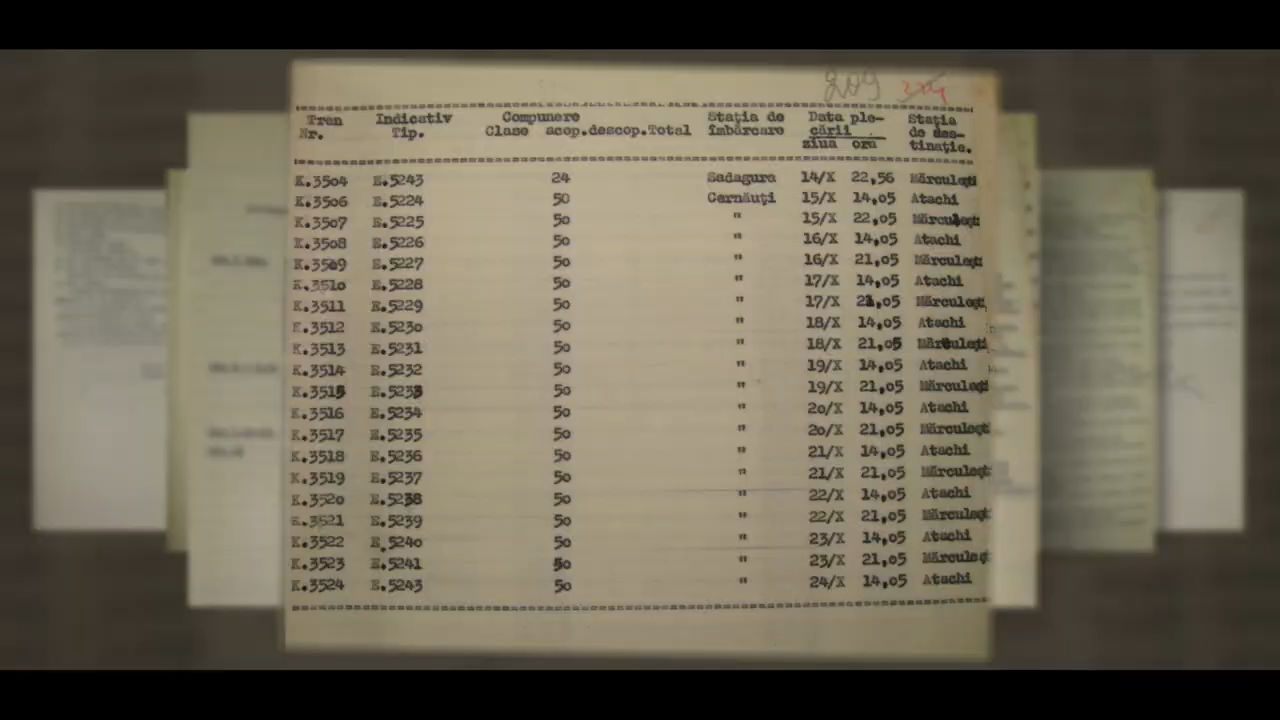 209
Tren Indicativ Compunere Stația de Data ple- Stația
Nr. Tip. Clase acop.descop.Total îmbărcare cării de des-
ziua ora tinație.
K.3504 E.5243 24 Sadagura 14/X 22,56 Mărculești
K.3506 E.5224 50 Cernăuți 15/X 14,05 Atachi
K.3507 E.5225 50 " 15/X 22,05 Mărculești
K.3508 E.5226 50 " 16/X 14,05 Atachi
K.3509 E.5227 50 " 16/X 21,05 Mărculești
K.3510 E.5228 50 " 17/X 14,05 Atachi
K.3511 E.5229 50 " 17/X 21,05 Mărculești
K.3512 E.5230 50 " 18/X 14,05 Atachi
K.3513 E.5231 50 " 18/X 21,05 Mărculești
K.3514 E.5232 50 " 19/X 14,05 Atachi
K.3515 E.5233 50 " 19/X 21,05 Mărculești
K.3516 E.5234 50 " 20/X 14,05 Atachi
K.3517 E.5235 50 " 20/X 21,05 Mărculești
K.3518 E.5236 50 " 21/X 14,05 Atachi
K.3519 E.5237 50 " 21/X 21,05 Mărculești
K.3520 E.5238 50 " 22/X 14,05 Atachi
K.3521 E.5239 50 " 22/X 21,05 Mărculești
K.3522 E.5240 50 " 23/X 14,05 Atachi
K.3523 E.5241 50 " 23/X 21,05 Mărculești
K.3524 E.5243 50 " 24/X 14,05 Atachi